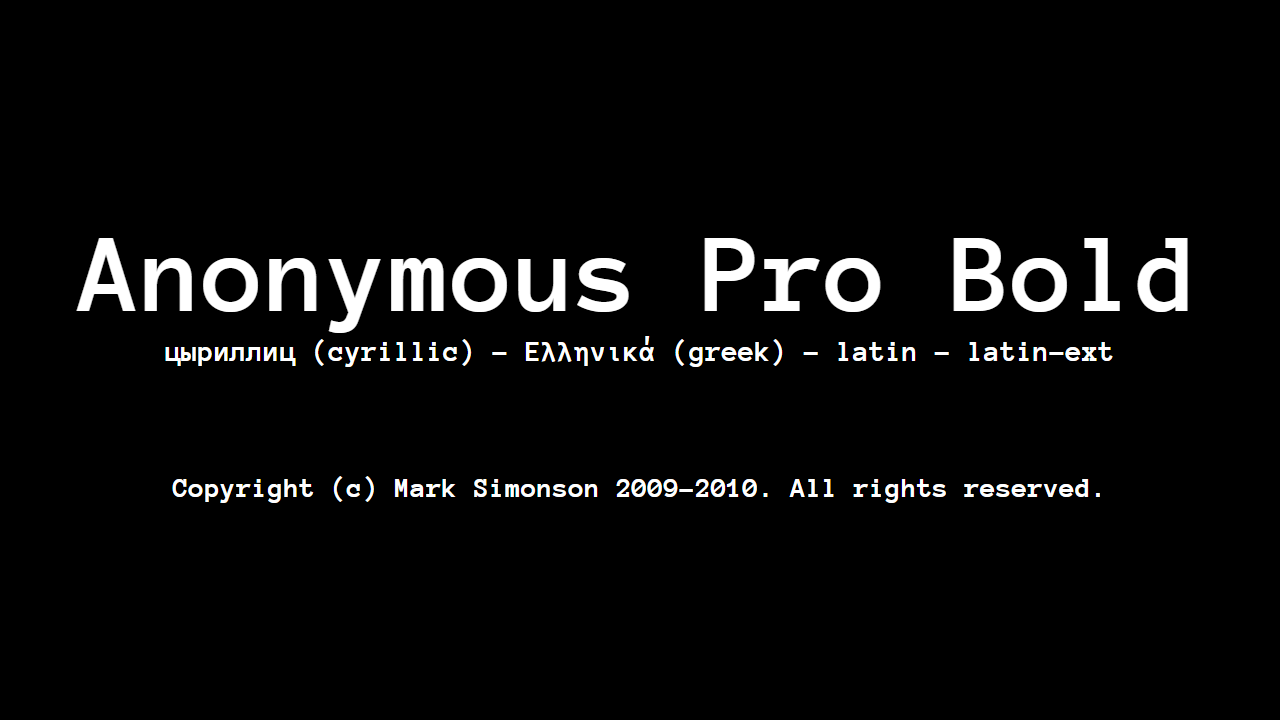 Anonymous Pro Bold
цыриллиц (cyrillic) - Ελληνικά (greek) - latin - latin-ext
Copyright (c) Mark Simonson 2009-2010. All rights reserved.